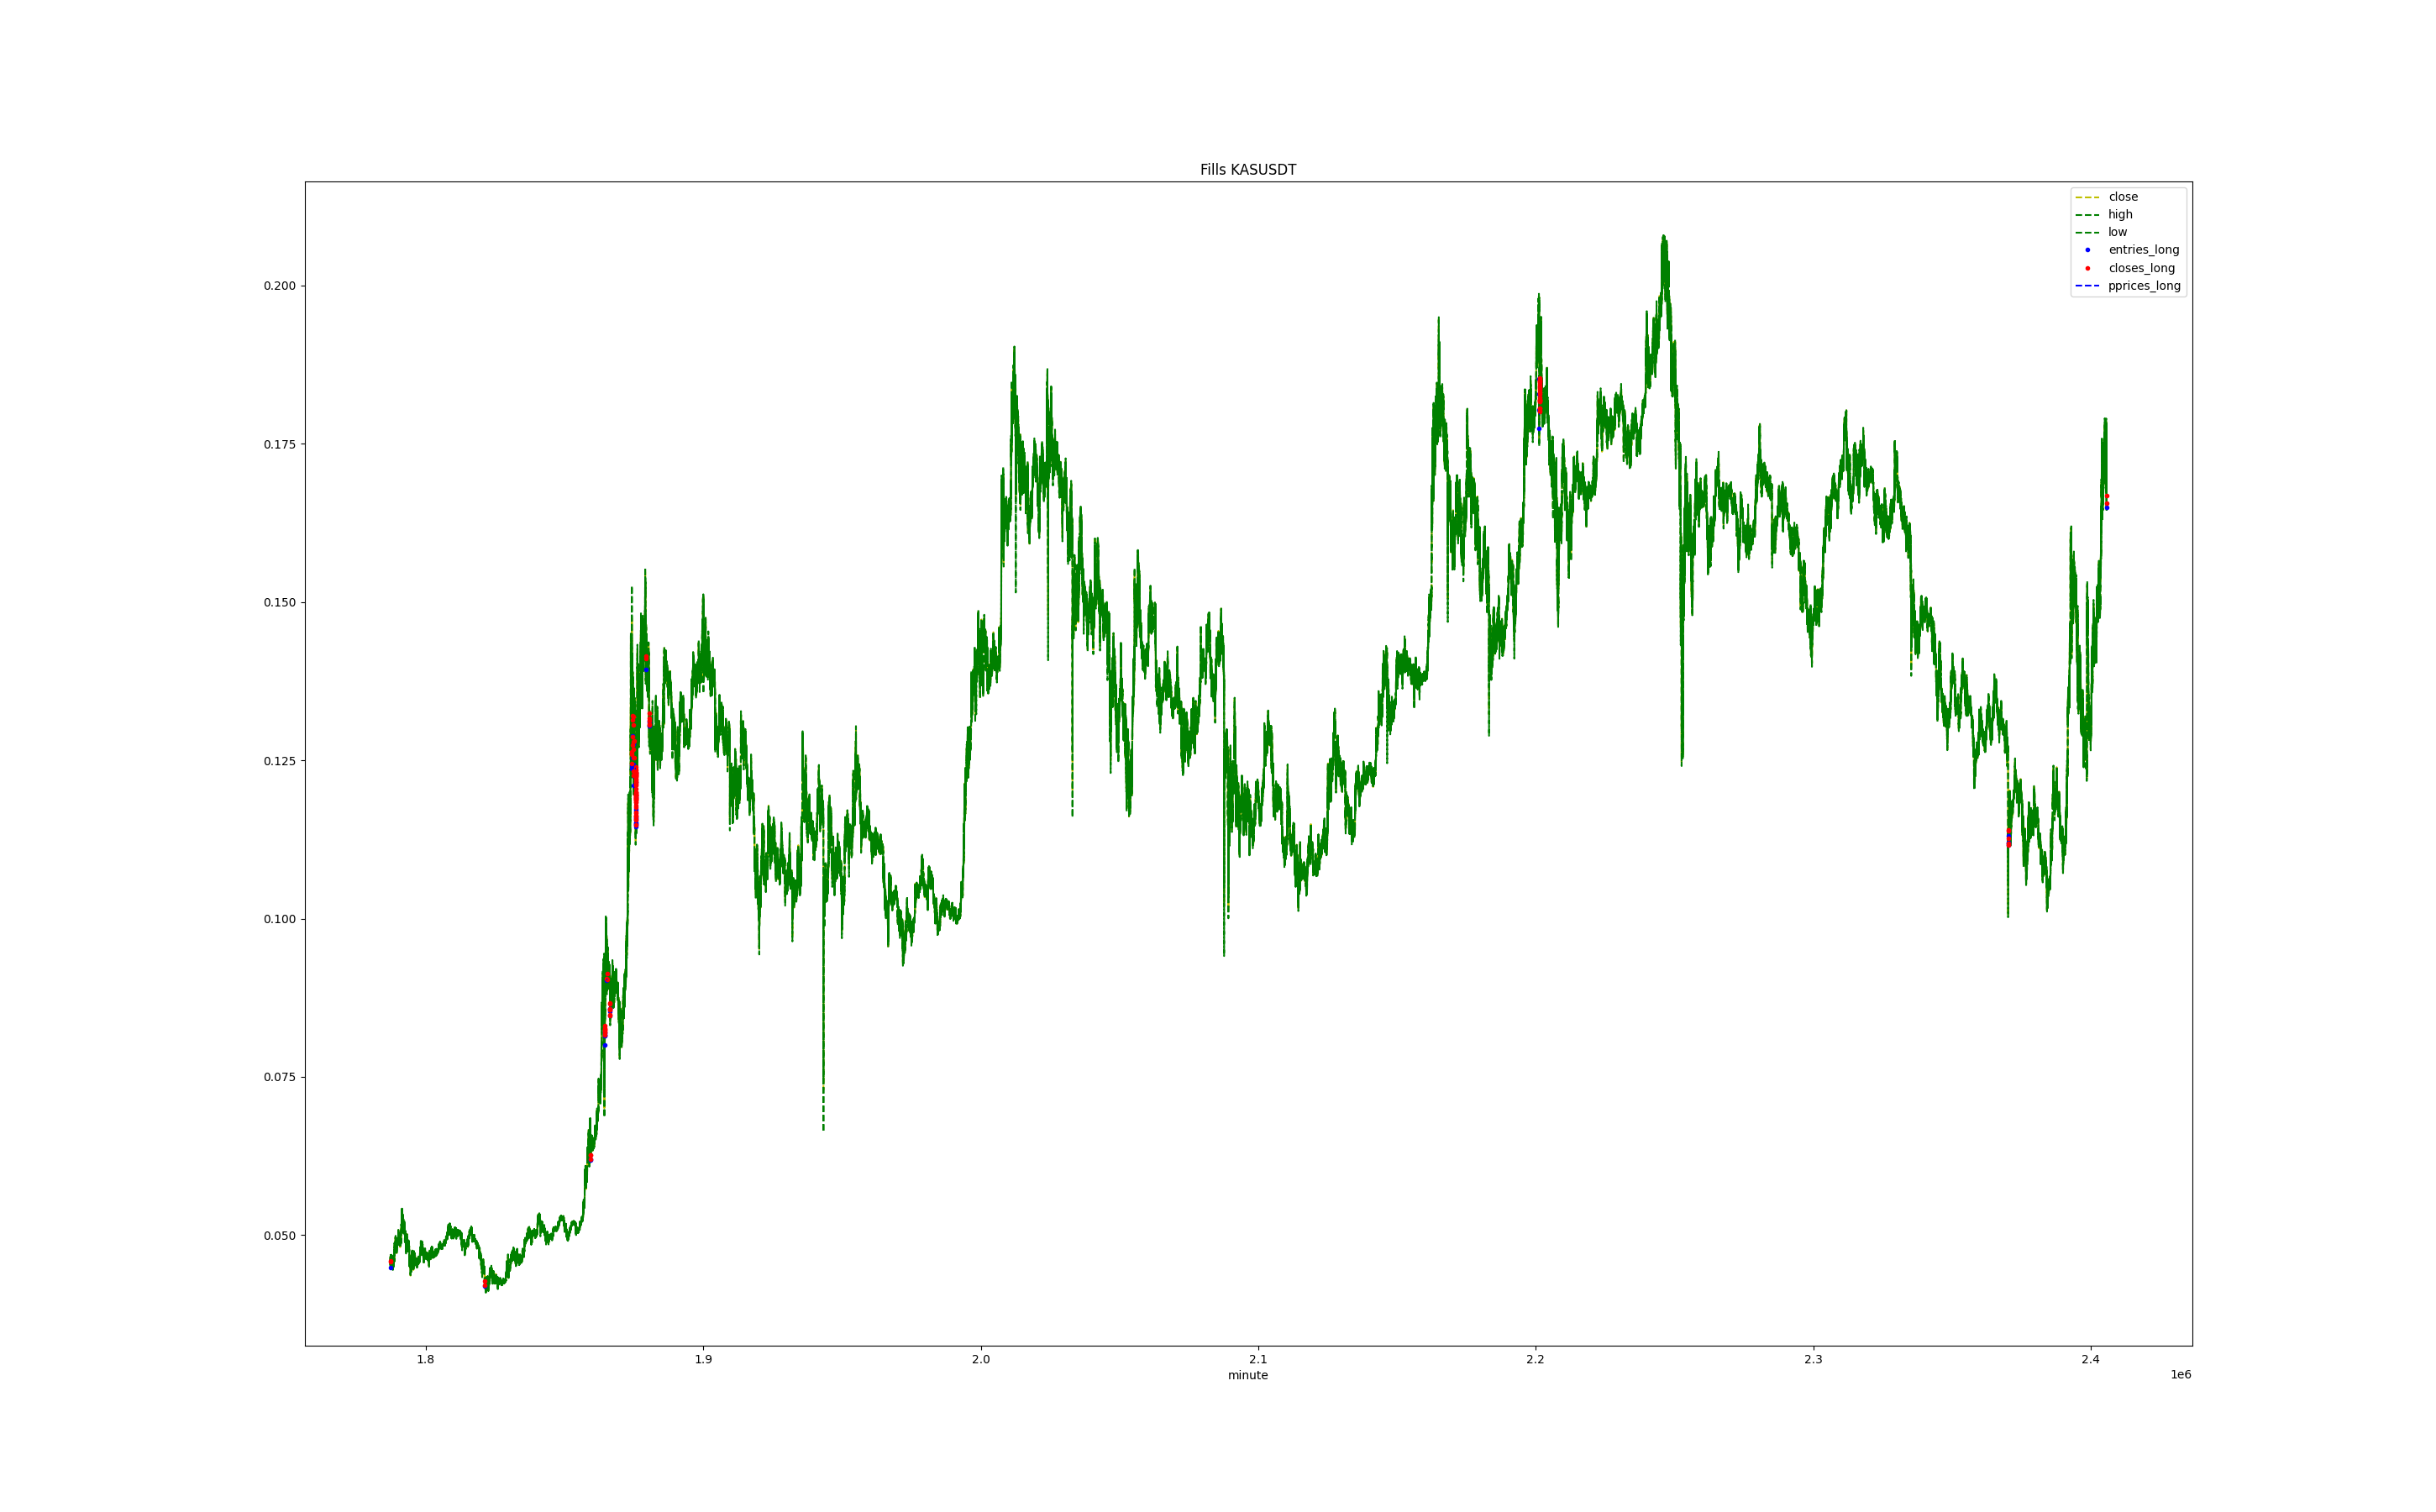 Fills KASUSDT
close
high
low
entries_long
closes_long
pprices_long
0.200
0.175
0.150
0.125
0.100
0.075
0.050
1.8 1.9 2.0 2.1 2.2 2.3 2.4
minute 1e6